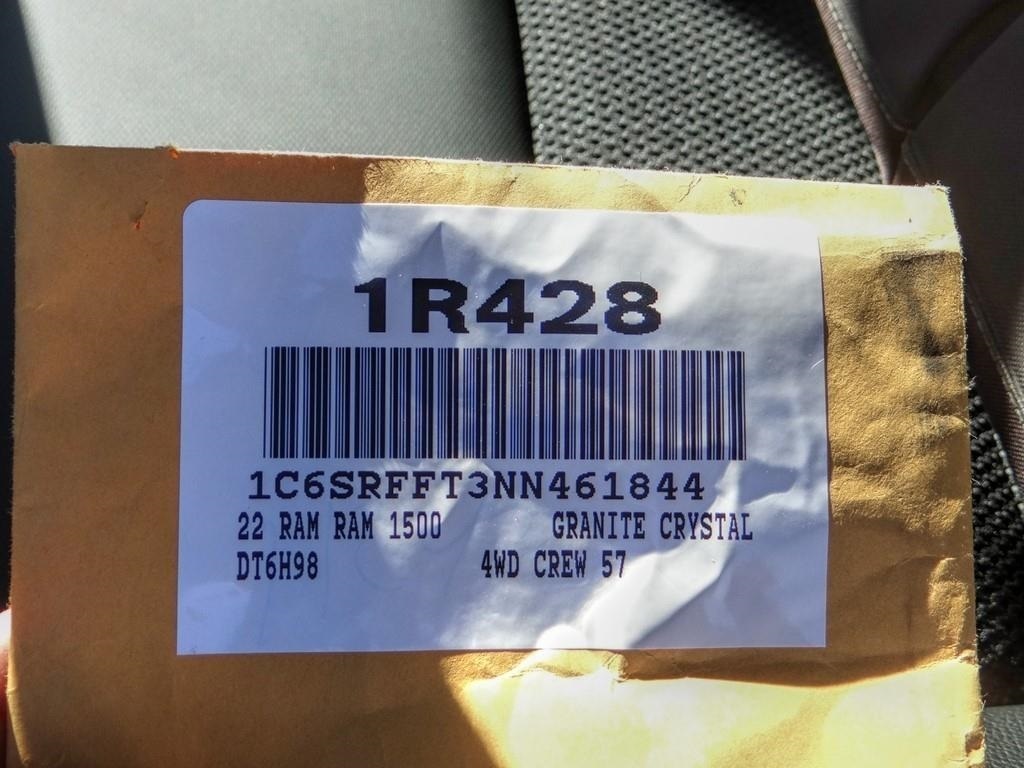 1R428
1C6SRFFT3NN461844
22 RAM RAM 1500 GRANITE CRYSTAL
DT6H98 4WD CREW 57